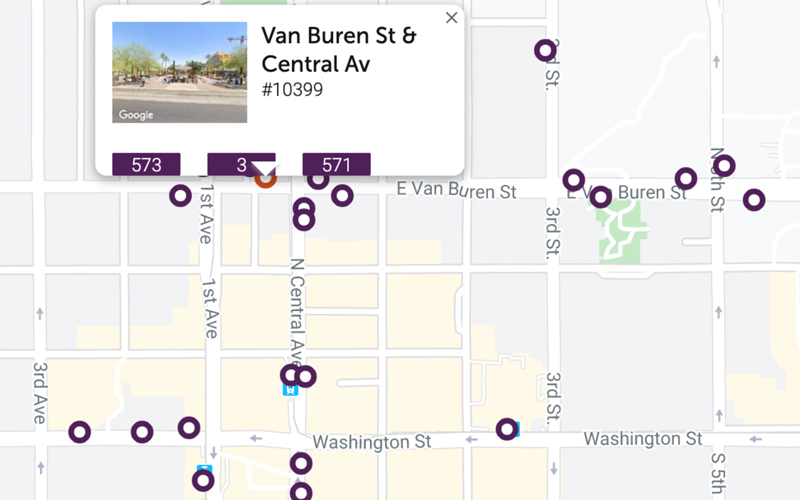 Van Buren St &
Central Av
#10399
Google
573
3
571
3rd St.
E Van Buren St
E Van Buren St
N 5th St
1st Ave
3rd St.
1st Ave
N Central Ave
3rd Ave
3rd St.
Washington St
Washington St
S 5th